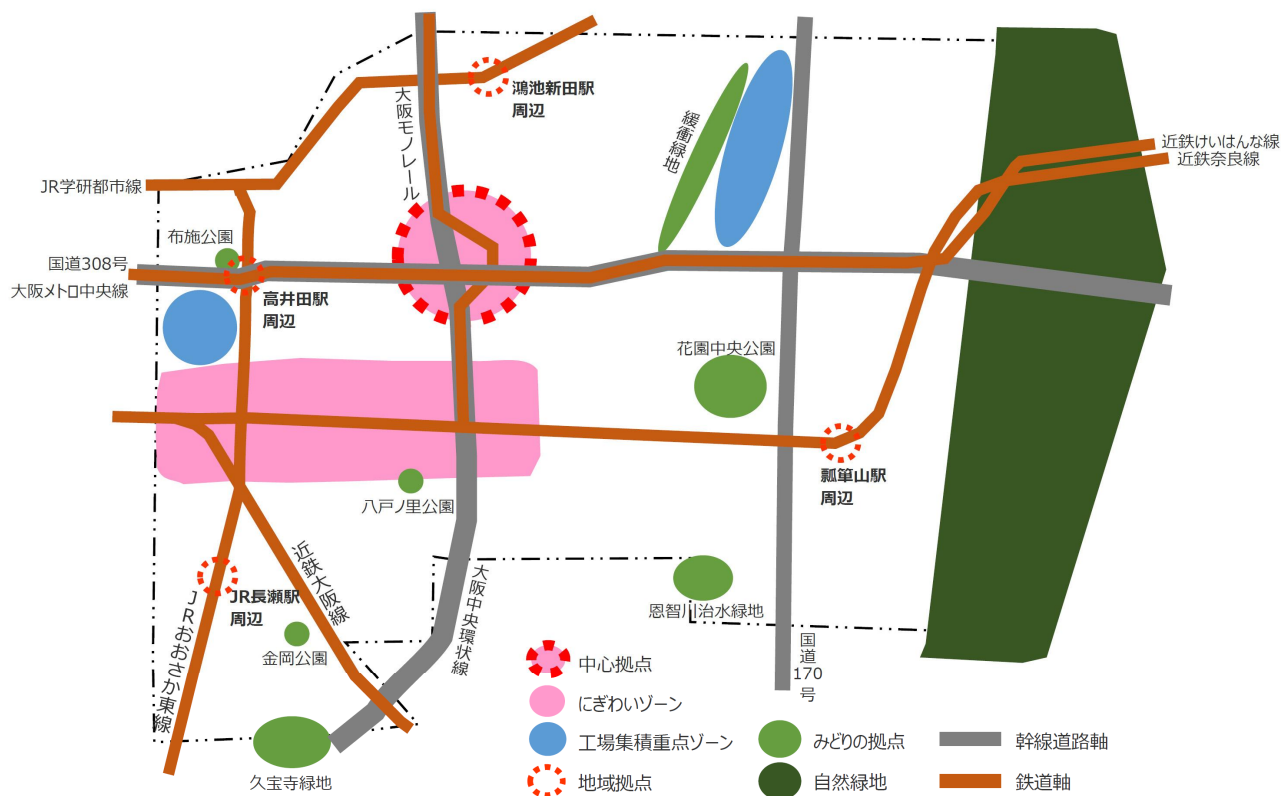 鴻池新田駅
周辺
大阪モノレール
緩衝緑地
近鉄けいはんな線
近鉄奈良線
JR学研都市線
布施公園
国道308号
大阪メトロ中央線
高井田駅
周辺
花園中央公園
瓢箪山駅
周辺
八戸ノ里公園
近鉄大阪線
大阪中央環状線
JR長瀬駅
周辺
恩智川治水緑地
金岡公園
JRおおさか東線
国道
170
号
久宝寺緑地
中心拠点
にぎわいゾーン
工場集積重点ゾーン
地域拠点
みどりの拠点
自然緑地
幹線道路軸
鉄道軸